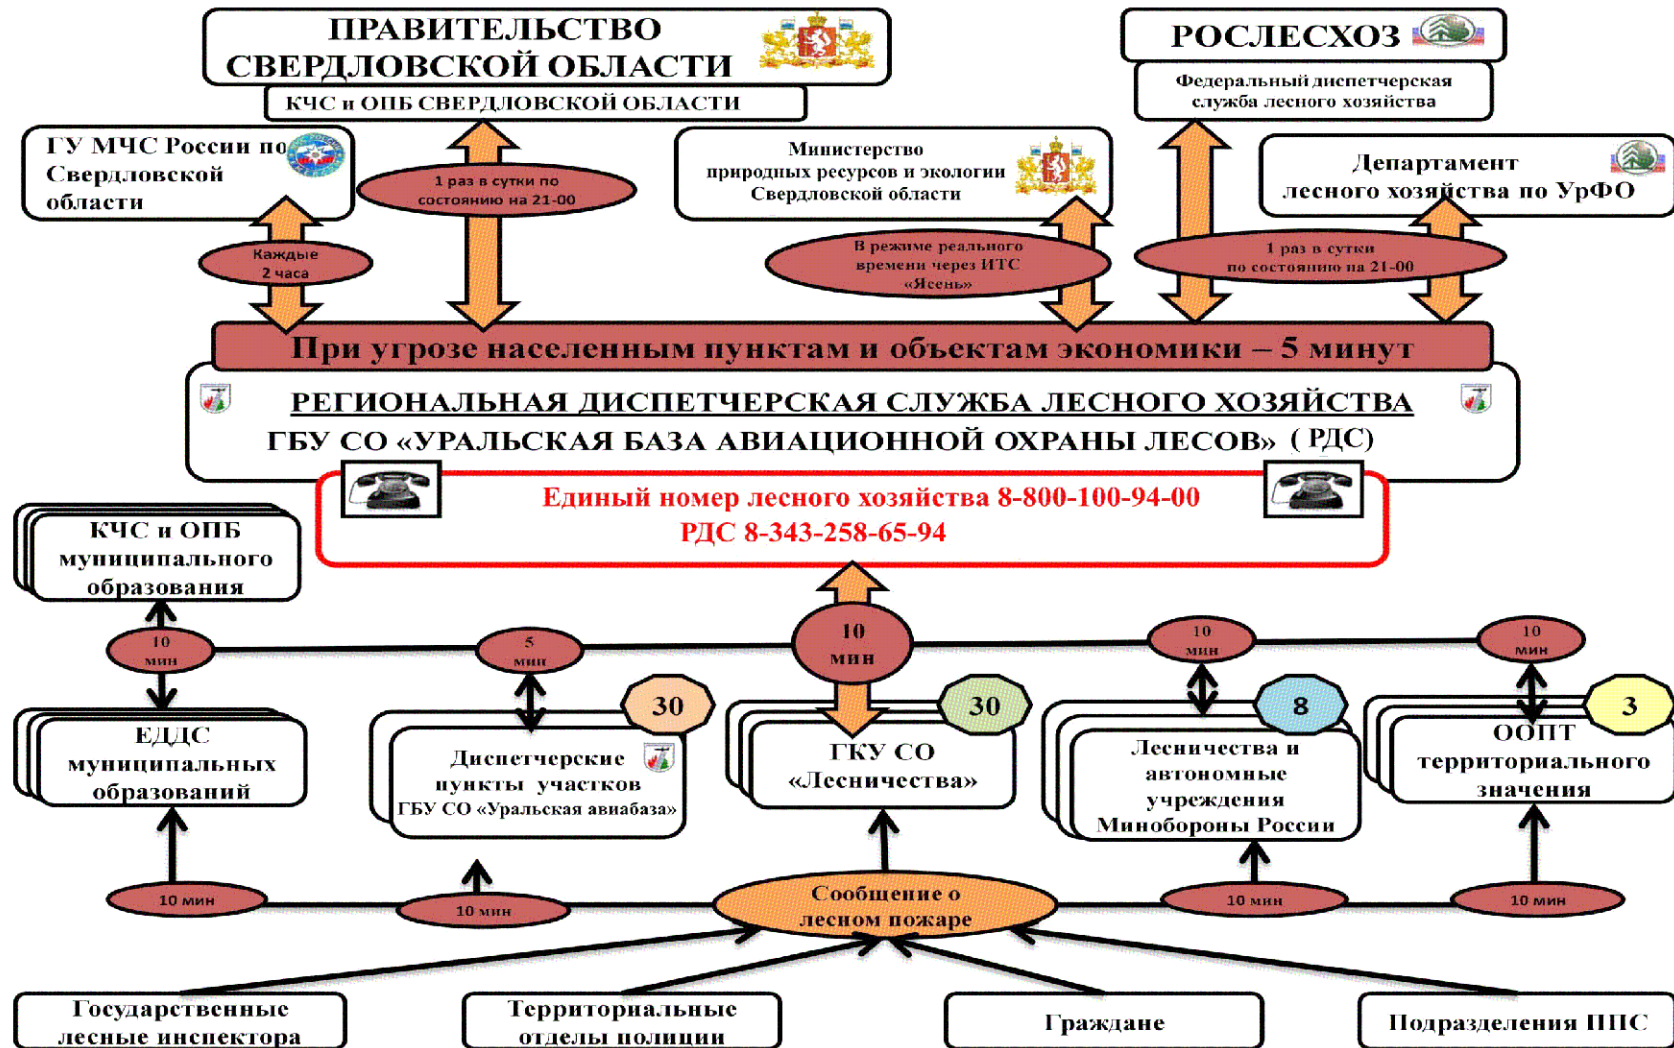 ПРАВИТЕЛЬСТВО
СВЕРДЛОВСКОЙ ОБЛАСТИ
КЧС и ОПБ СВЕРДЛОВСКОЙ ОБЛАСТИ
РОСЛЕСХОЗ
Федеральный диспетчерская
служба лесного хозяйства
ГУ МЧС России по
Свердловской
области
1 раз в сутки по
состоянию на 21-00
Министерство
природных ресурсов и экологии
Свердловской области
Департамент
лесного хозяйства по УрФО
Каждые
2 часа
В режиме реального
времени через ИТС
«Ясень»
1 раз в сутки
по состоянию на 21-00
При угрозе населенным пунктам и объектам экономики – 5 минут
РЕГИОНАЛЬНАЯ ДИСПЕТЧЕРСКАЯ СЛУЖБА ЛЕСНОГО ХОЗЯЙСТВА
ГБУ СО «УРАЛЬСКАЯ БАЗА АВИАЦИОННОЙ ОХРАНЫ ЛЕСОВ» ( РДС)
Единый номер лесного хозяйства 8-800-100-94-00
РДС 8-343-258-65-94
КЧС и ОПБ
муниципального
образования
10
мин
5
мин
10
мин
10
мин
10
мин
ЕДДС
муниципальных
образований
30
Диспетчерские
пункты участков
ГБУ СО «Уральская авиабаза»
30
ГКУ СО
«Лесничества»
8
Лесничества и
автономные
учреждения
Минобороны России
3
ООПТ
территориального
значения
10 мин
10 мин
Сообщение о
лесном пожаре
10 мин
10 мин
Государственные
лесные инспектора
Территориальные
отделы полиции
Граждане
Подразделения ППС